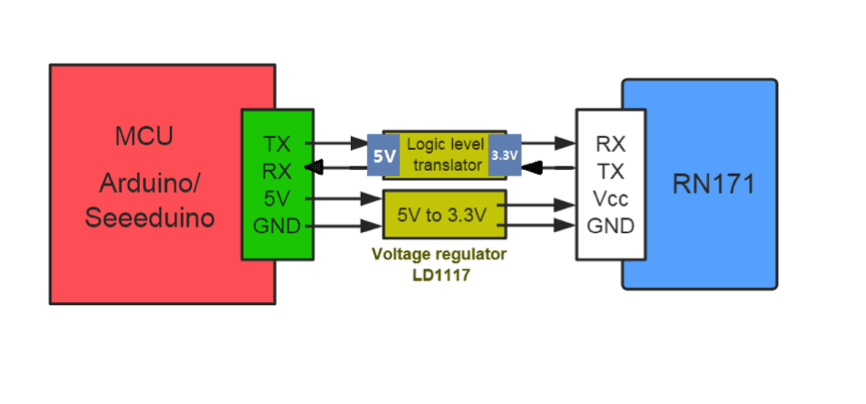 MCU
Arduino/
Seeeduino
TX
RX
5V
GND
5V
Logic level
translator
3.3V
5V to 3.3V
Voltage regulator
LD1117
RX
TX
Vcc
GND
RN171